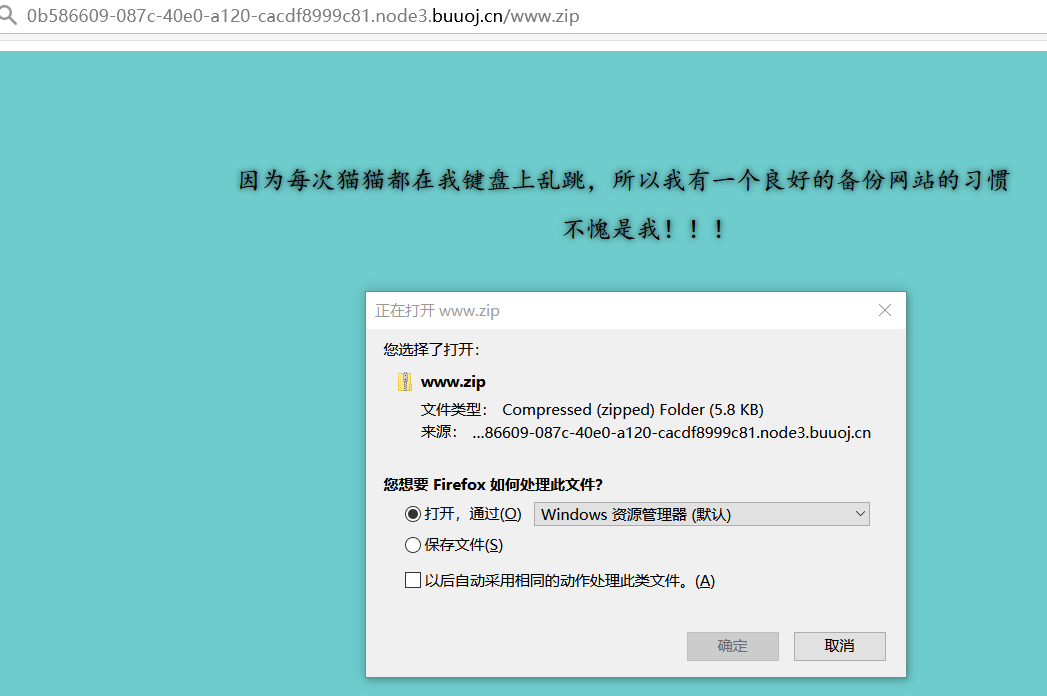 0b586609-087c-40e0-a120-cacdf8999c81.node3.buuoj.cn/www.zip
因为每次猫猫都在我键盘上乱跳，所以我有一个良好的备份网站的习惯
不愧是我！！！
正在打开 www.zip
您选择了打开：
www.zip
文件类型： Compressed (zipped) Folder (5.8 KB)
来源： ...86609-087c-40e0-a120-cacdf8999c81.node3.buuoj.cn
您想要 Firefox 如何处理此文件？
打开，通过(O) Windows 资源管理器 (默认)
保存文件(S)
以后自动采用相同的动作处理此类文件。(A)
确定 取消